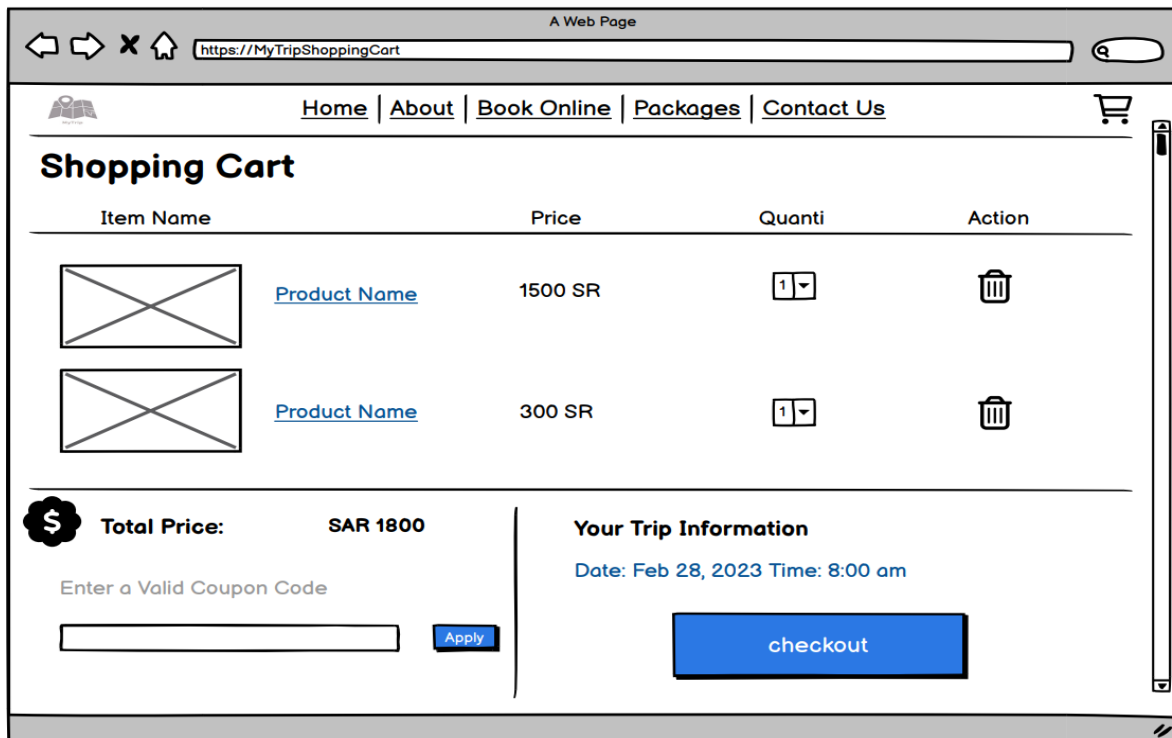 A Web Page
https://MyTripShoppingCart
MyTrip
Home | About | Book Online | Packages | Contact Us
Shopping Cart
Item Name Price Quanti Action
Product Name 1500 SR 1
Product Name 300 SR 1
$ Total Price: SAR 1800
Enter a Valid Coupon Code
Apply
Your Trip Information
Date: Feb 28, 2023 Time: 8:00 am
checkout